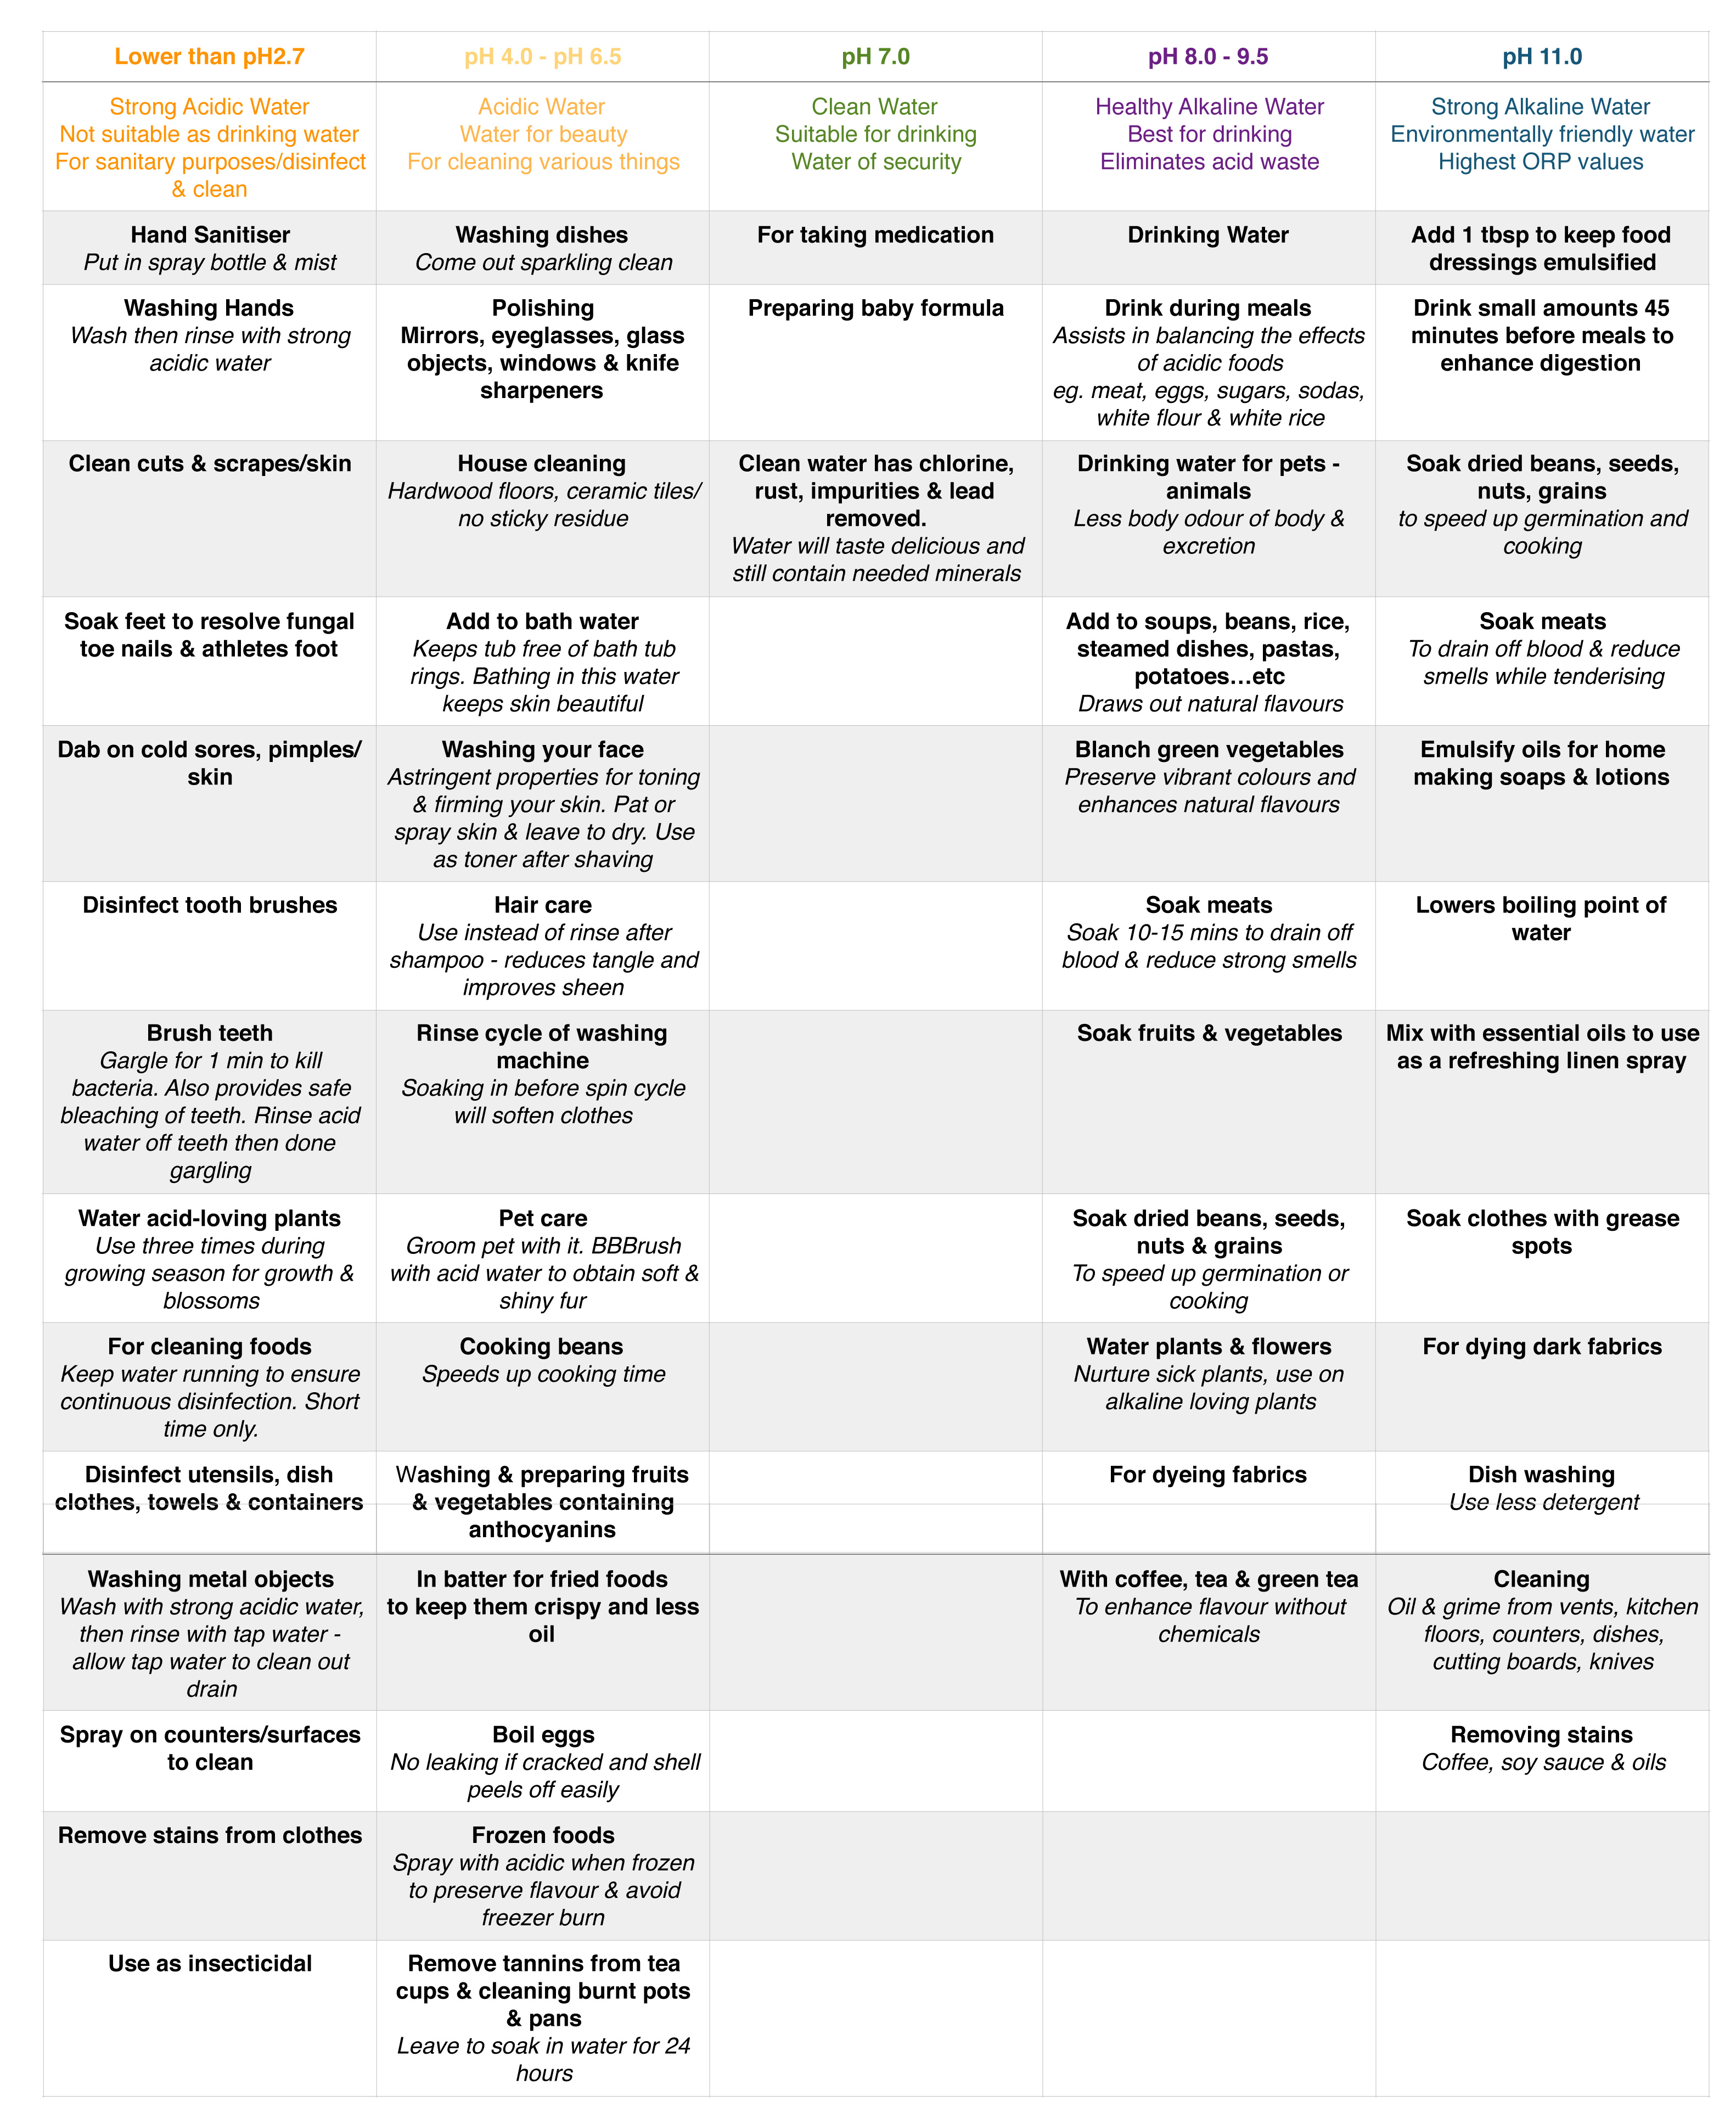 Lower than pH2.7
pH 4.0 - pH 6.5
pH 7.0
pH 8.0 - 9.5
pH 11.0
Strong Acidic Water
Not suitable as drinking water
For sanitary purposes/disinfect
& clean
Acidic Water
Water for beauty
For cleaning various things
Clean Water
Suitable for drinking
Water of security
Healthy Alkaline Water
Best for drinking
Eliminates acid waste
Strong Alkaline Water
Environmentally friendly water
Highest ORP values
Hand Sanitiser
Put in spray bottle & mist
Washing dishes
Come out sparkling clean
For taking medication
Drinking Water
Add 1 tbsp to keep food
dressings emulsified
Washing Hands
Wash then rinse with strong
acidic water
Polishing
Mirrors, eyeglasses, glass
objects, windows & knife
sharpeners
Preparing baby formula
Drink during meals
Assists in balancing the effects
of acidic foods
eg. meat, eggs, sugars, sodas,
white flour & white rice
Drink small amounts 45
minutes before meals to
enhance digestion
Clean cuts & scrapes/skin
House cleaning
Hardwood floors, ceramic tiles/
no sticky residue
Clean water has chlorine,
rust, impurities & lead
removed.
Water will taste delicious and
still contain needed minerals
Drinking water for pets -
animals
Less body odour of body &
excretion
Soak dried beans, seeds,
nuts, grains
to speed up germination and
cooking
Soak feet to resolve fungal
toe nails & athletes foot
Add to bath water
Keeps tub free of bath tub
rings. Bathing in this water
keeps skin beautiful
Add to soups, beans, rice,
steamed dishes, pastas,
potatoes…etc
Draws out natural flavours
Soak meats
To drain off blood & reduce
smells while tenderising
Dab on cold sores, pimples/
skin
Washing your face
Astringent properties for toning
& firming your skin. Pat or
spray skin & leave to dry. Use
as toner after shaving
Blanch green vegetables
Preserve vibrant colours and
enhances natural flavours
Emulsify oils for home
making soaps & lotions
Disinfect tooth brushes
Hair care
Use instead of rinse after
shampoo - reduces tangle and
improves sheen
Soak meats
Soak 10-15 mins to drain off
blood & reduce strong smells
Lowers boiling point of
water
Brush teeth
Gargle for 1 min to kill
bacteria. Also provides safe
bleaching of teeth. Rinse acid
water off teeth then done
gargling
Rinse cycle of washing
machine
Soaking in before spin cycle
will soften clothes
Soak fruits & vegetables
Mix with essential oils to use
as a refreshing linen spray
Water acid-loving plants
Use three times during
growing season for growth &
blossoms
Pet care
Groom pet with it. BBBrush
with acid water to obtain soft &
shiny fur
Soak dried beans, seeds,
nuts & grains
To speed up germination or
cooking
Soak clothes with grease
spots
For cleaning foods
Keep water running to ensure
continuous disinfection. Short
time only.
Cooking beans
Speeds up cooking time
Water plants & flowers
Nurture sick plants, use on
alkaline loving plants
For dying dark fabrics
Disinfect utensils, dish
clothes, towels & containers
Washing & preparing fruits
& vegetables containing
anthocyanins
For dyeing fabrics
Dish washing
Use less detergent
Washing metal objects
Wash with strong acidic water,
then rinse with tap water -
allow tap water to clean out
drain
In batter for fried foods
to keep them crispy and less
oil
With coffee, tea & green tea
To enhance flavour without
chemicals
Cleaning
Oil & grime from vents, kitchen
floors, counters, dishes,
cutting boards, knives
Spray on counters/surfaces
to clean
Boil eggs
No leaking if cracked and shell
peels off easily
Removing stains
Coffee, soy sauce & oils
Remove stains from clothes
Frozen foods
Spray with acidic when frozen
to preserve flavour & avoid
freezer burn
Use as insecticidal
Remove tannins from tea
cups & cleaning burnt pots
& pans
Leave to soak in water for 24
hours